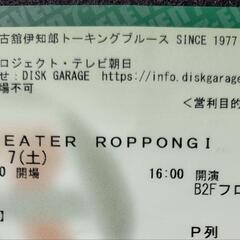 古舘伊知郎トーキングブルース SINCE 1977
ロジェクト・テレビ朝日
せ：DISK GARAGE https://info.diskgarage
場不可
＜営利目的
EATER ROPPONGI
7(土)
0 開場 16:00 開演
B2Fフロ
P列